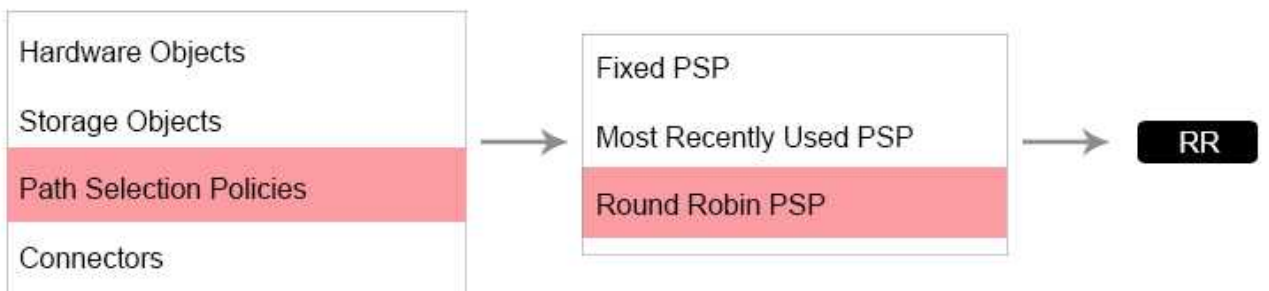 Hardware Objects
Storage Objects
Path Selection Policies
Connectors
Fixed PSP
Most Recently Used PSP
Round Robin PSP
RR